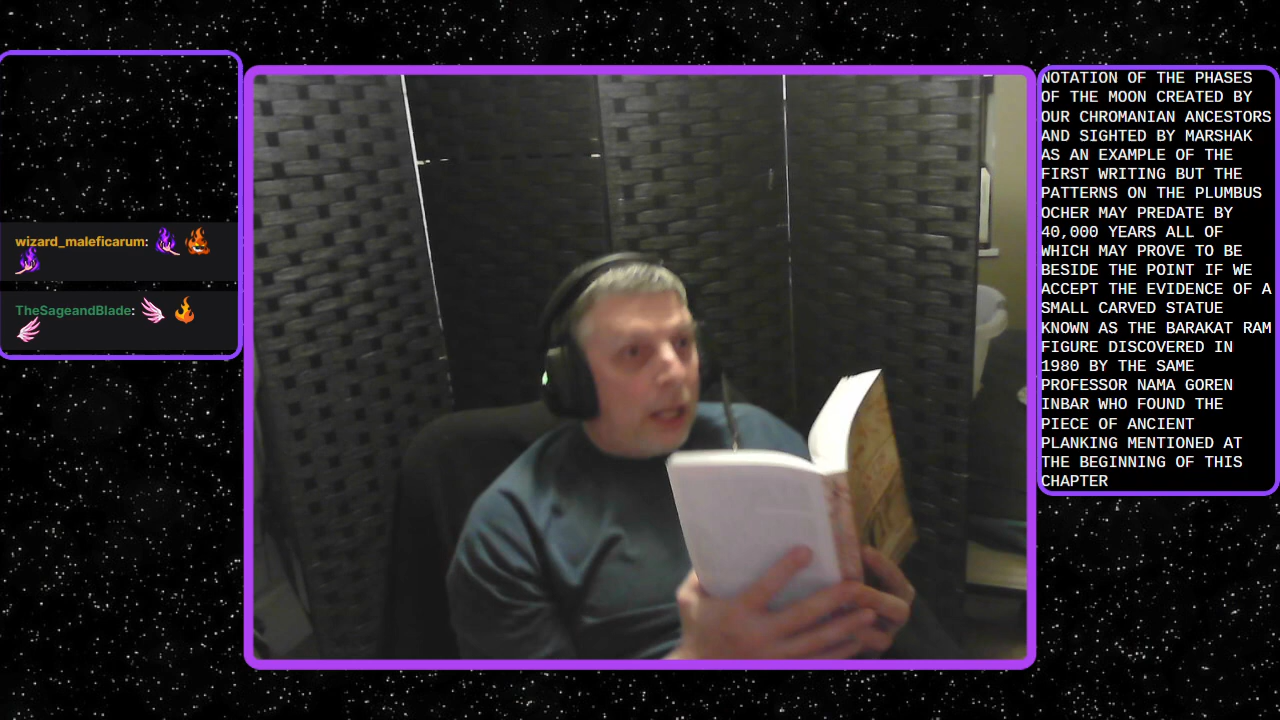 wizard_maleficarum:
TheSageandBlade:
NOTATION OF THE PHASES
OF THE MOON CREATED BY
OUR CHROMANIAN ANCESTORS
AND SIGHTED BY MARSHAK
AS AN EXAMPLE OF THE
FIRST WRITING BUT THE
PATTERNS ON THE PLUMBUS
OCHER MAY PREDATE BY
40,000 YEARS ALL OF
WHICH MAY PROVE TO BE
BESIDE THE POINT IF WE
ACCEPT THE EVIDENCE OF A
SMALL CARVED STATUE
KNOWN AS THE BARAKAT RAM
FIGURE DISCOVERED IN
1980 BY THE SAME
PROFESSOR NAMA GOREN
INBAR WHO FOUND THE
PIECE OF ANCIENT
PLANKING MENTIONED AT
THE BEGINNING OF THIS
CHAPTER